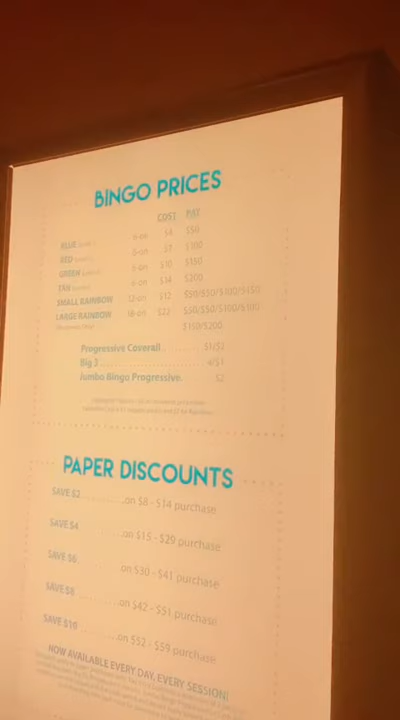 BINGO PRICES
COST PAY
BLUE 6-on $4 $50
RED 6-on $7 $100
GREEN 6-on $10 $150
TAN 6-on $14 $200
SMALL RAINBOW 12-on $12 $50/$50/$100/$150
LARGE RAINBOW 18-on $22 $50/$50/$100/$100
$150/$200
Progressive Coverall $1/$2
Big 3 4/$1
Jumbo Bingo Progressive. $2
PAPER DISCOUNTS
SAVE $2 on $8 - $14 purchase
SAVE $4 on $15 - $29 purchase
SAVE $6 on $30 - $41 purchase
SAVE $8 on $42 - $51 purchase
SAVE $10 on $52 - $59 purchase
NOW AVAILABLE EVERY DAY, EVERY SESSION!